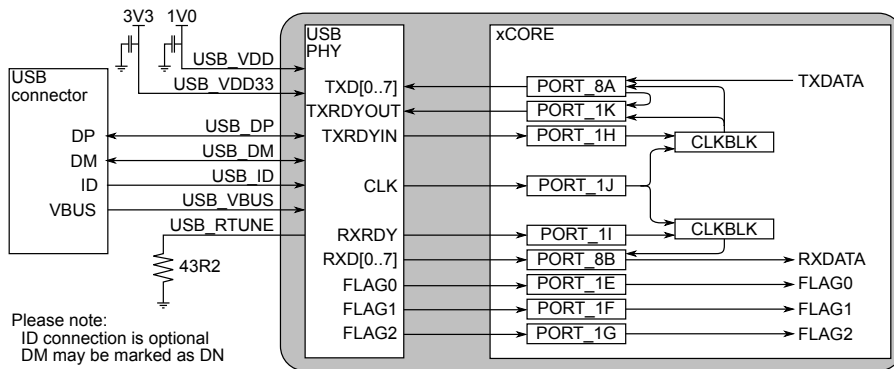 3V3
1V0
USB
PHY
xCORE
USB_VDD
USB_VDD33
USB
connector
TXD[0..7]
PORT_8A
TXDATA
TXRDYOUT
PORT_1K
DP
USB_DP
TXRDYIN
PORT_1H
CLKBLK
DM
USB_DM
ID
USB_ID
CLK
PORT_1J
VBUS
USB_VBUS
USB_RTUNE
RXRDY
PORT_1I
CLKBLK
RXD[0..7]
PORT_8B
RXDATA
43R2
FLAG0
PORT_1E
FLAG0
FLAG1
PORT_1F
FLAG1
FLAG2
PORT_1G
FLAG2
Please note:
ID connection is optional
DM may be marked as DN